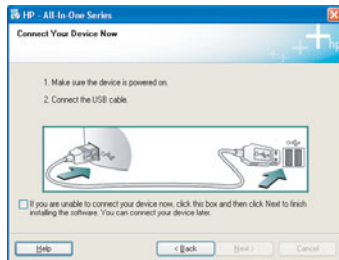 HP - All-In-One Series
Connect Your Device Now
hp
1. Make sure the device is powered on.
2. Connect the USB cable.
If you are unable to connect your device now, click this box and then click Next to finish
installing the software. You can connect your device later.
Help
< Back
Next >
Cancel